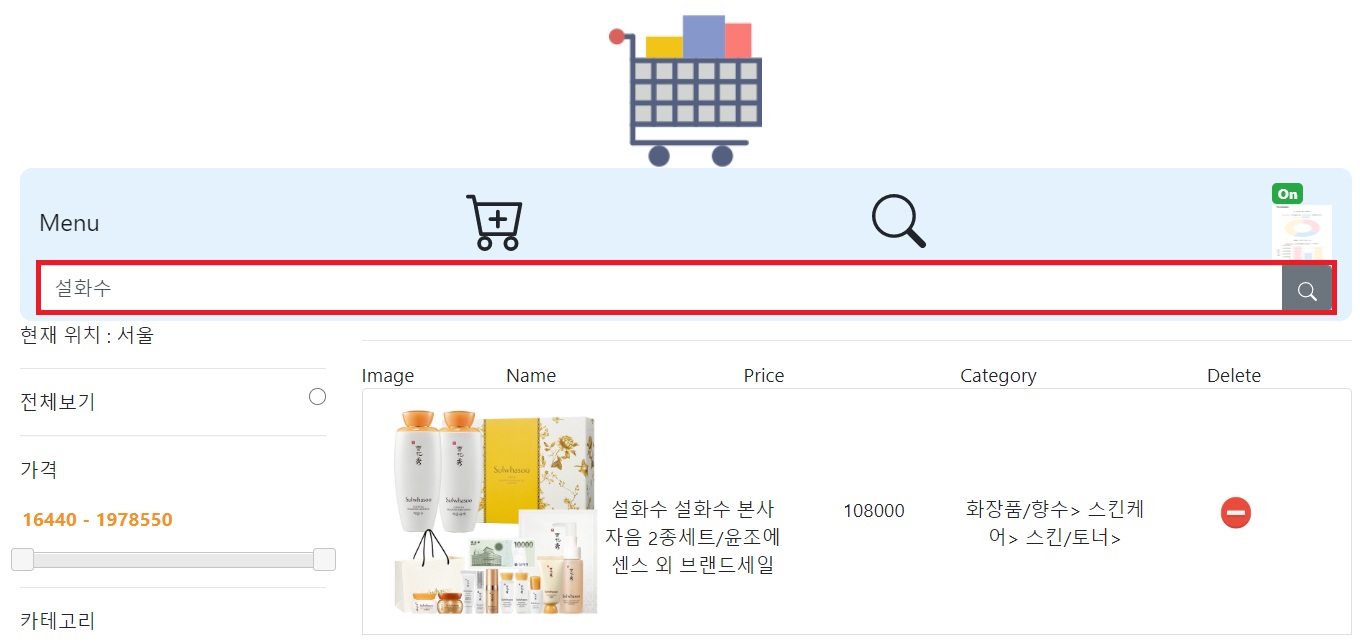 Menu
On
설화수
현재 위치 : 서울
전체보기
가격
16440 - 1978550
카테고리
Image Name Price Category Delete
Sulwhasoo
10000
설화수 설화수 본사
자음 2종세트/윤조에
센스 외 브랜드세일
108000
화장품/향수> 스킨케
어> 스킨/토너>